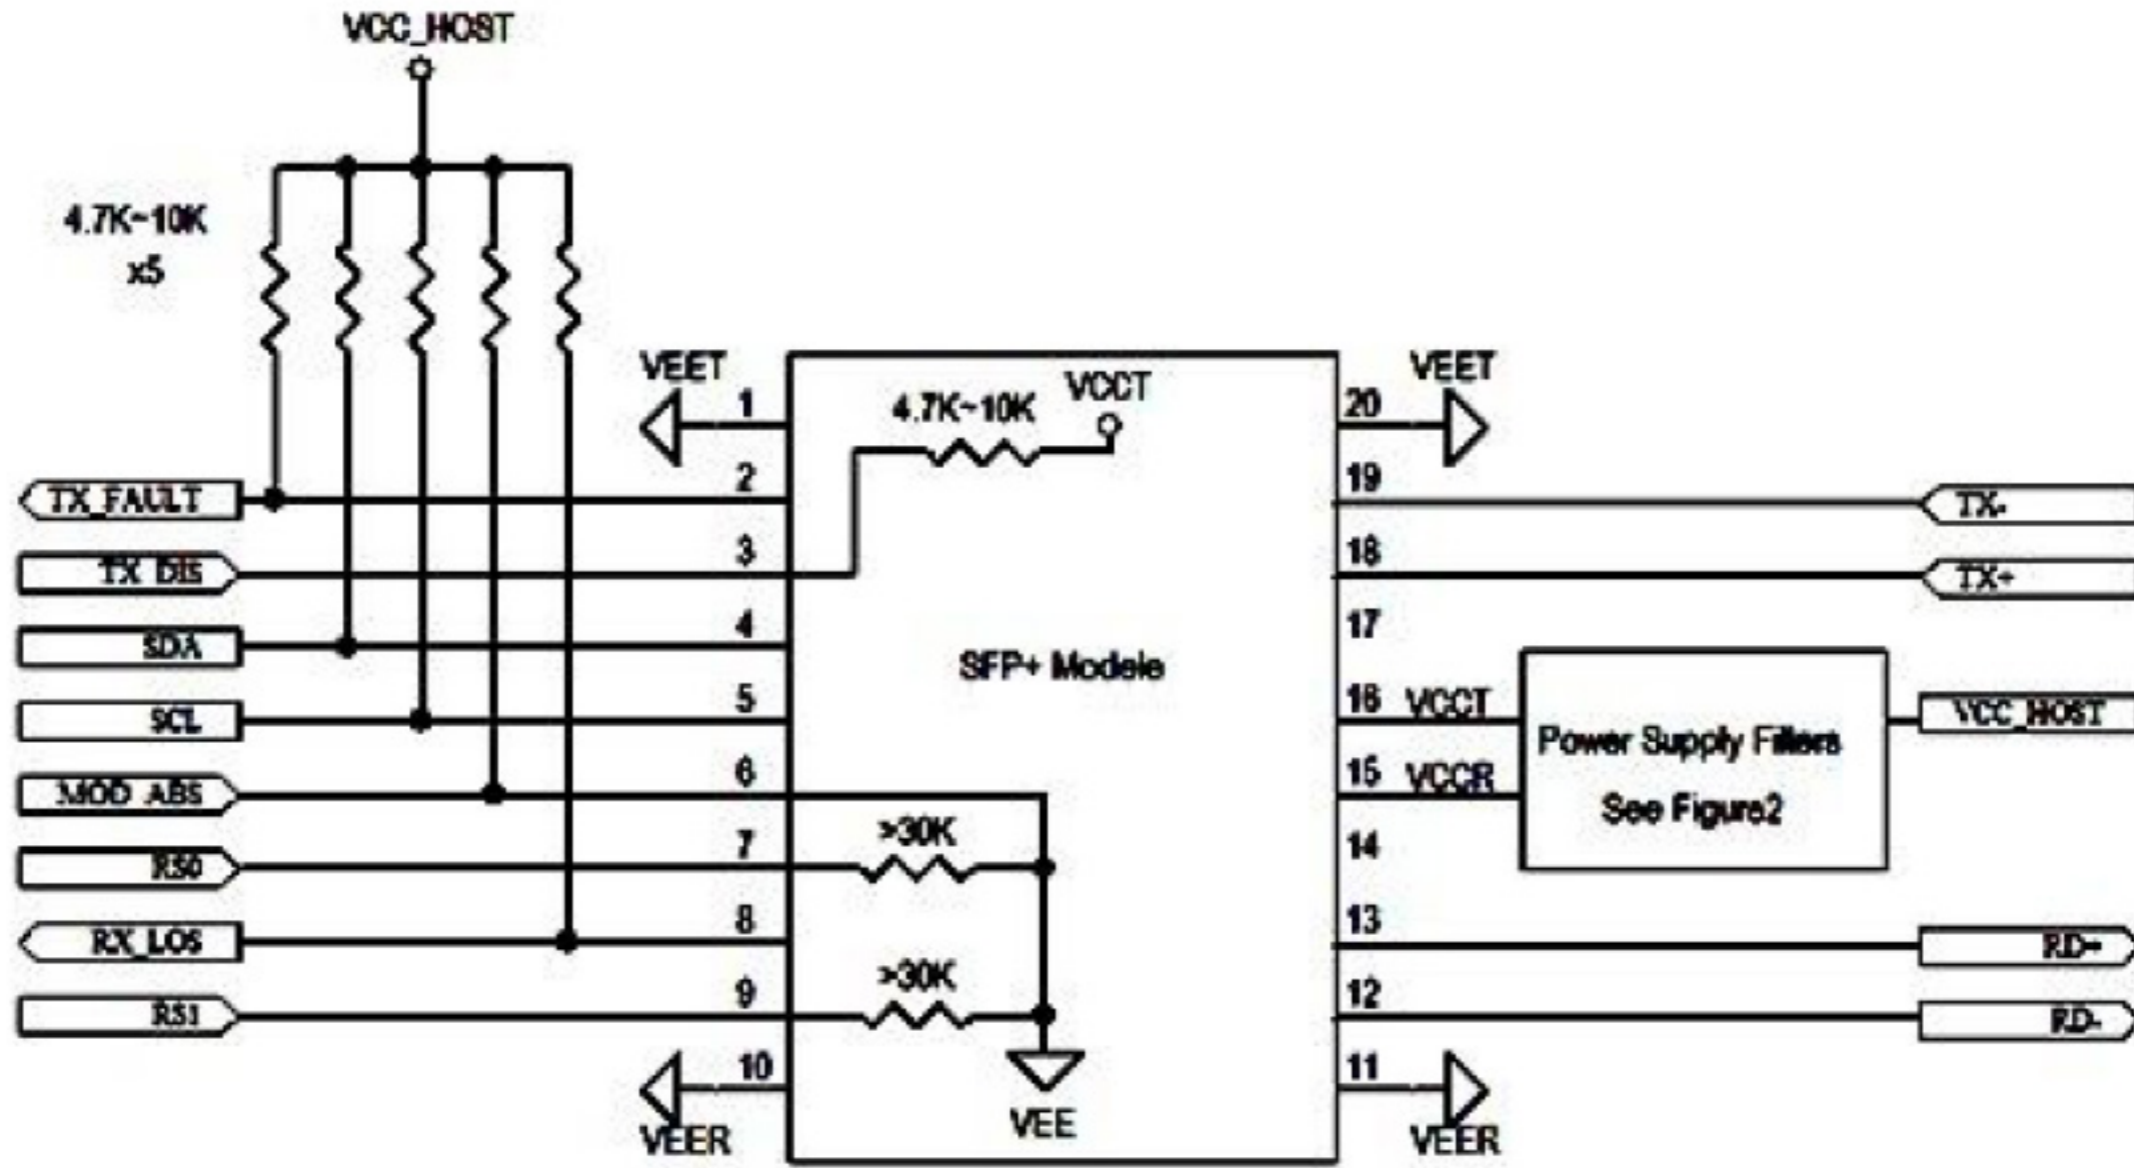 VCC_HOST
4.7K~10K
x5
VEET
1
4.7K~10K
VCCT
20
VEET
TX_FAULT
2
19
TX-
TX_DIS
3
18
TX+
SDA
4
SFP+ Modele
17
SCL
5
16
VCCT
Power Supply Filters
See Figure2
VCC_HOST
MOD_ABS
6
15
VCCR
RS0
7
>30K
14
RX_LOS
8
13
RD+
RS1
9
>30K
12
RD-
10
VEER
VEE
11
VEER